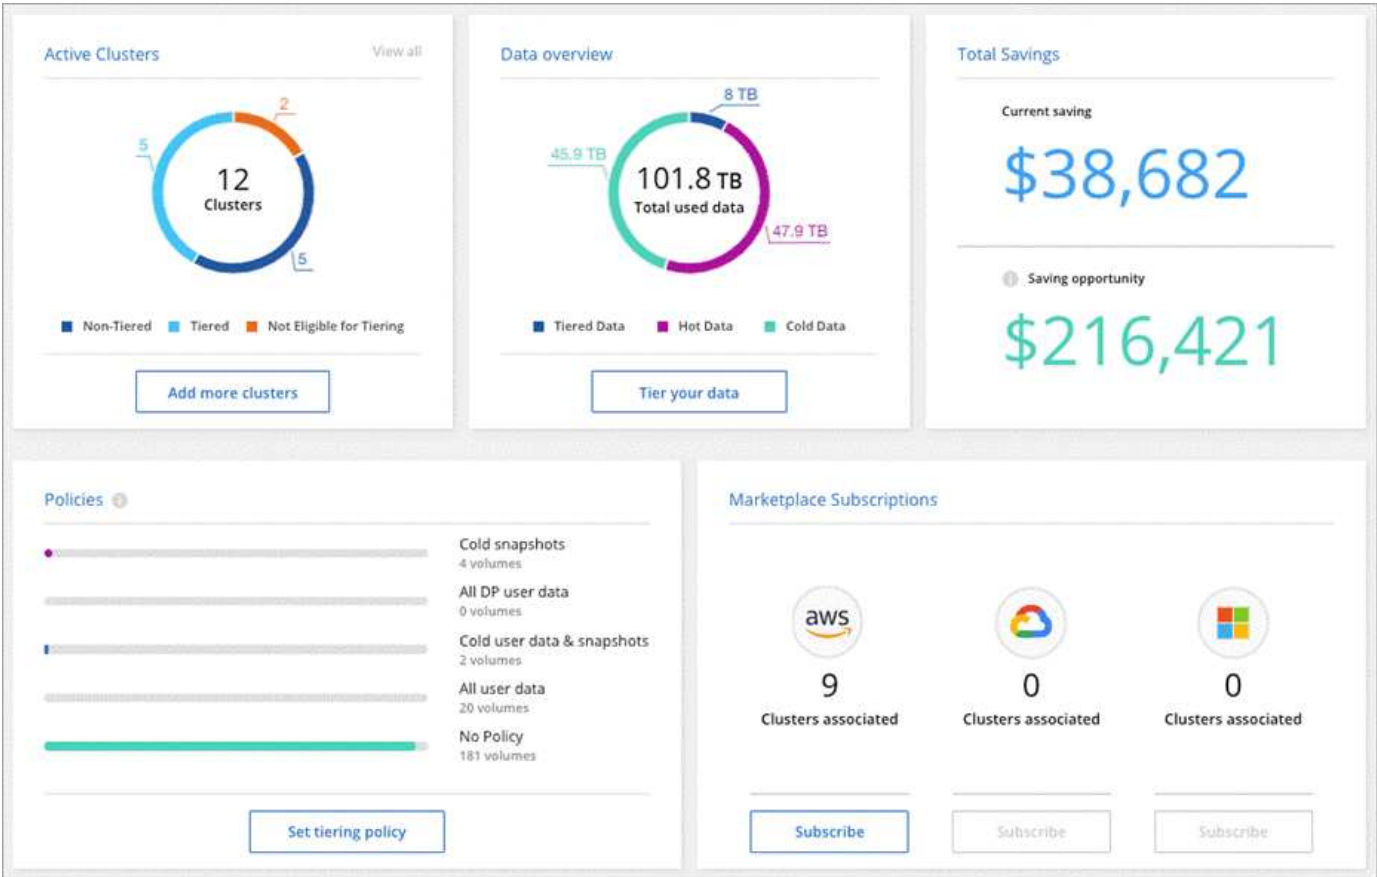 Active Clusters
View all
2
5
12
Clusters
5
Non-Tiered
Tiered
Not Eligible for Tiering
Add more clusters
Data overview
8 TB
45.9 TB
101.8 TB
Total used data
47.9 TB
Tiered Data
Hot Data
Cold Data
Tier your data
Total Savings
Current saving
$38,682
Saving opportunity
$216,421
Policies
Cold snapshots
4 volumes
All DP user data
0 volumes
Cold user data & snapshots
2 volumes
All user data
20 volumes
No Policy
181 volumes
Set tiering policy
Marketplace Subscriptions
aws
9
Clusters associated
Subscribe
0
Clusters associated
Subscribe
0
Clusters associated
Subscribe